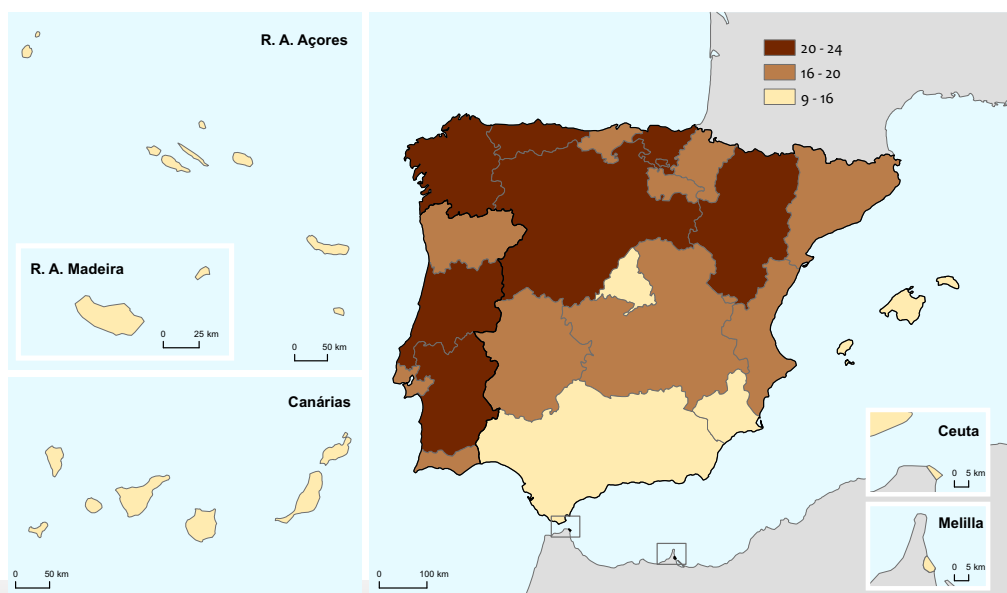 R. A. Açores
R. A. Madeira
0 25 km
0 50 km
Canárias
0 50 km
20 - 24
16 - 20
9 - 16
0 100 km
Ceuta
0 5 km
Melilla
0 5 km